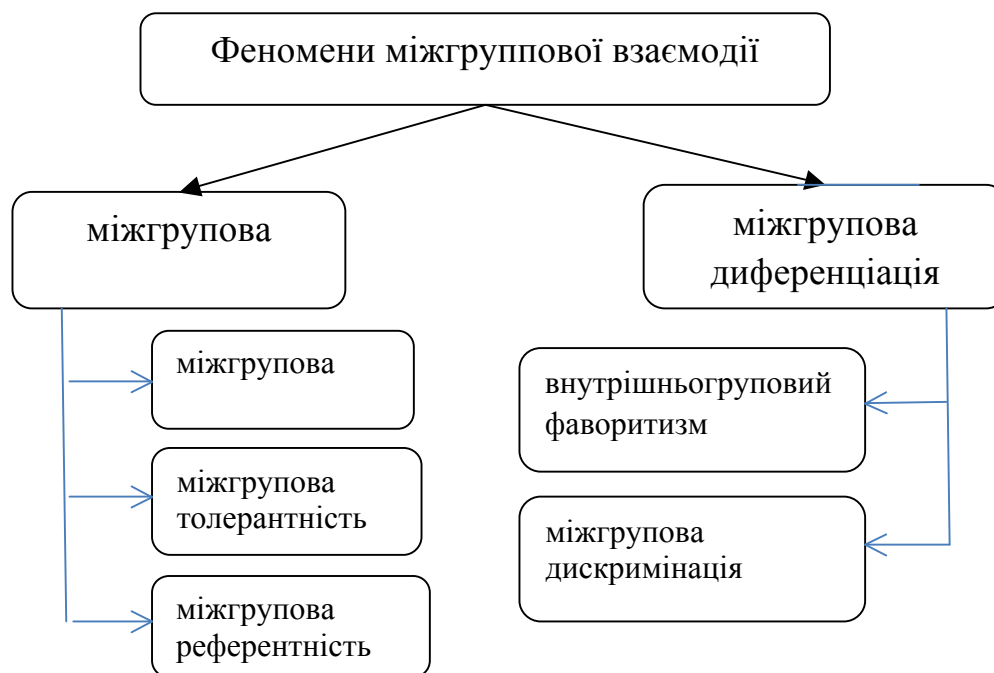 Феномени міжгруппової взаємодії
міжгрупова
міжгрупова
диференціація
міжгрупова
міжгрупова
толерантність
міжгрупова
референтність
внутрішньогруповий
фаворитизм
міжгрупова
дискримінація